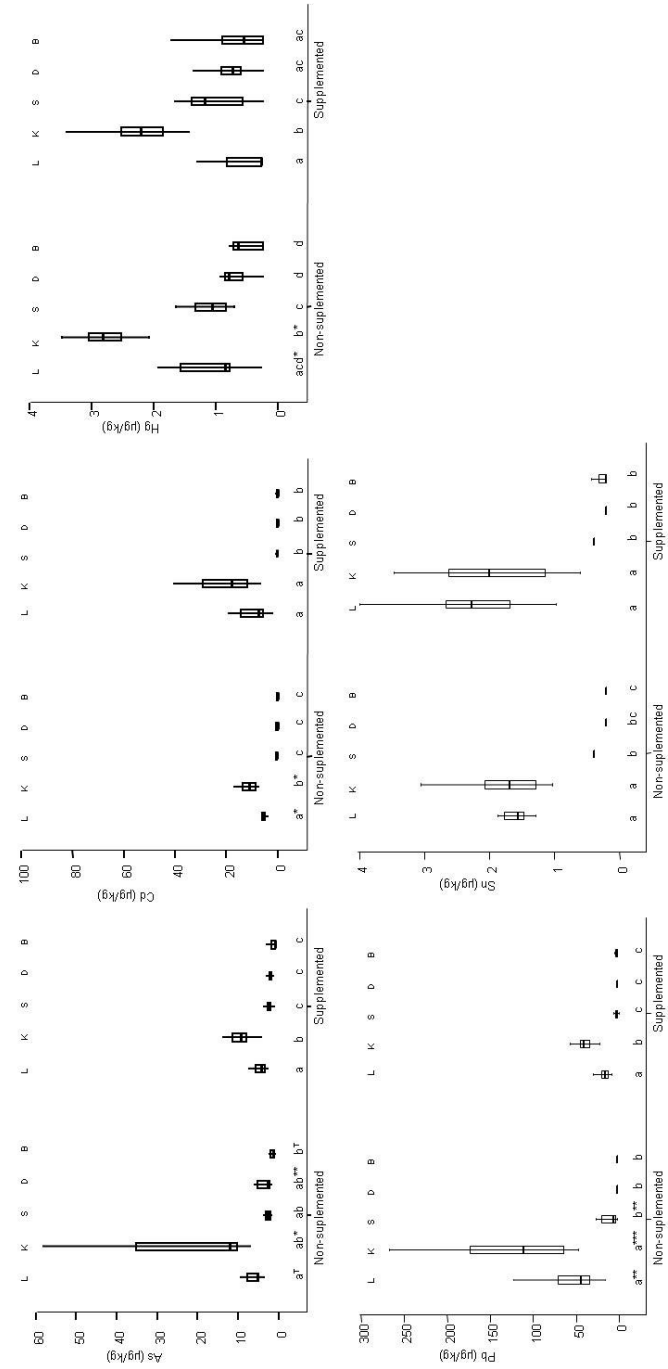 As (µg/kg)
60
50
40
30
20
10
0
L K S D B L K S D B
aᵀ ab* ab ab** bᵀ a b c c c
Non-suplemented Supplemented
Cd (µg/kg)
100
80
60
40
20
0
L K S D B L K S D B
a* b* c c c a a b b b
Non-suplemented Supplemented
Hg (µg/kg)
4
3
2
1
0
L K S D B L K S D B
acd* b* c d d a b c ac ac
Non-suplemented Supplemented
Pb (µg/kg)
300
250
200
150
100
50
0
L K S D B L K S D B
a** a*** b** b b a b c c c
Non-suplemented Supplemented
Sn (µg/kg)
4
3
2
1
0
L K S D B L K S D B
a a b bc c a a b b b
Non-suplemented Supplemented